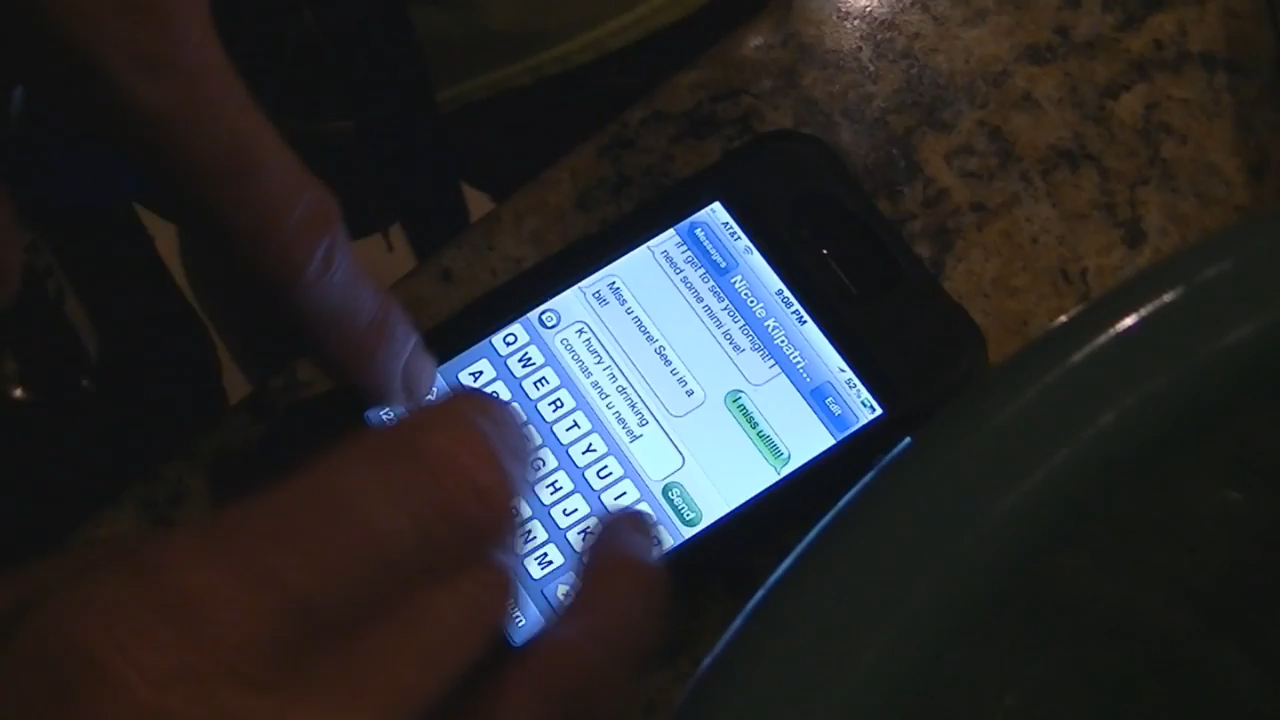 AT&T 9:08 PM 52%
Messages Nicole Kilpatri... Edit
if I get to see you tonight! I
need some mimi love!
I miss u!!!!!!!
Miss u more! See u in a
bit!
K hurry I'm drinking
coronas and u never
Send
Q W E R T Y U I
A G H J K
N M